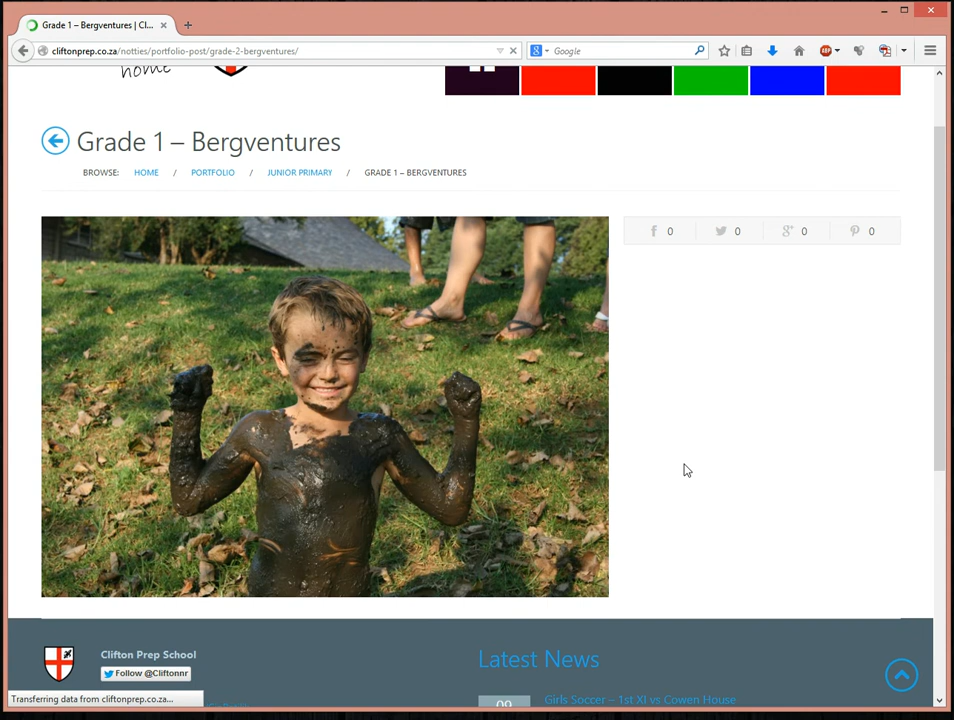 Grade 1 – Bergventures | Cl...
cliftonprep.co.za/notties/portfolio-post/grade-2-bergventures/
Google
home
Grade 1 – Bergventures
BROWSE: HOME / PORTFOLIO / JUNIOR PRIMARY / GRADE 1 – BERGVENTURES
0 0 0 0
Clifton Prep School
Follow @Cliftonnr
Latest News
Girls Soccer – 1st XI vs Cowen House
09
Transferring data from cliftonprep.co.za...